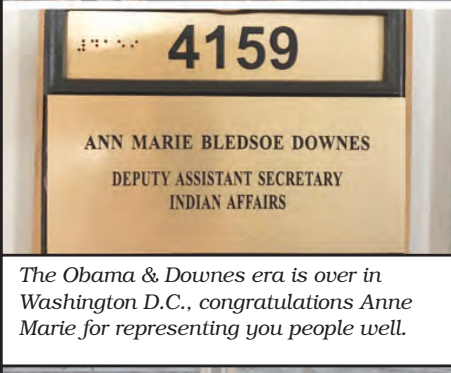 4159
ANN MARIE BLEDSOE DOWNES
DEPUTY ASSISTANT SECRETARY
INDIAN AFFAIRS
The Obama & Downes era is over in
Washington D.C., congratulations Anne
Marie for representing you people well.